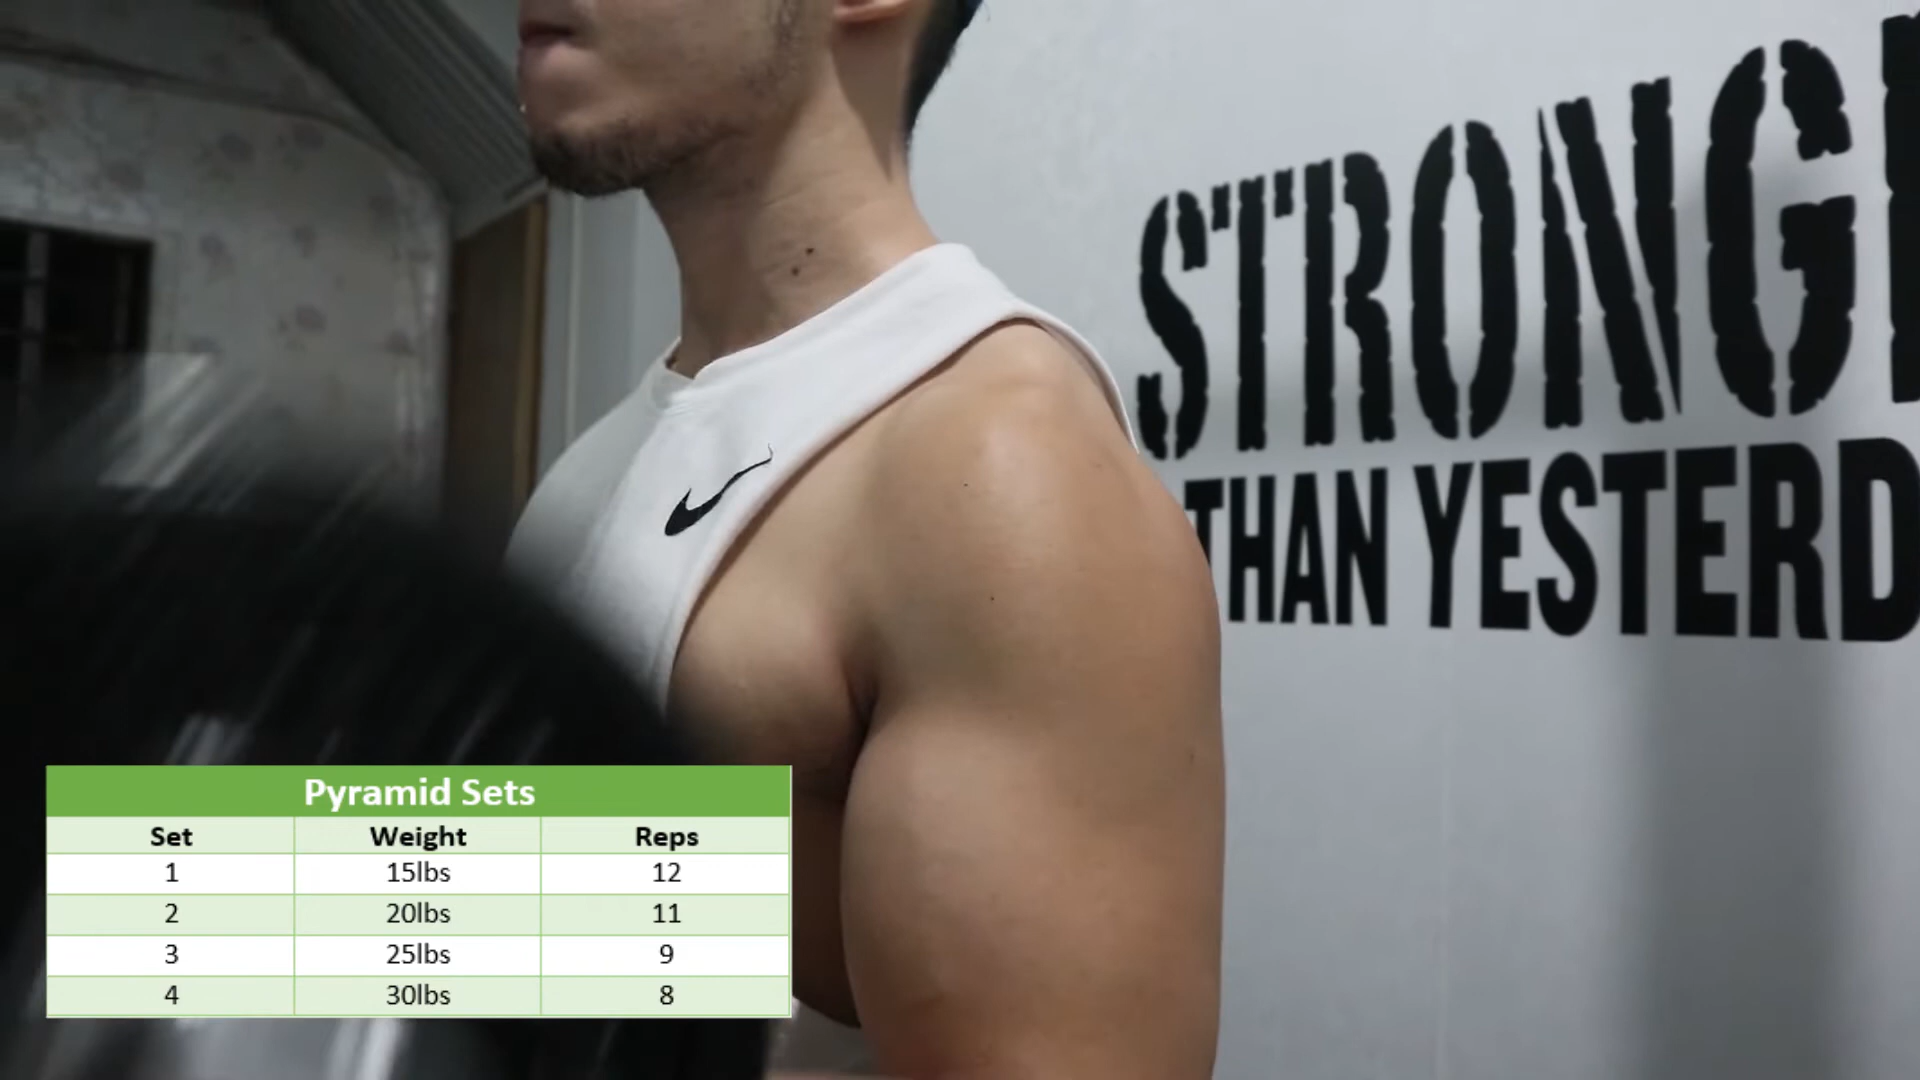 STRONG
THAN YESTERD
Pyramid Sets
Set Weight Reps
1 15lbs 12
2 20lbs 11
3 25lbs 9
4 30lbs 8